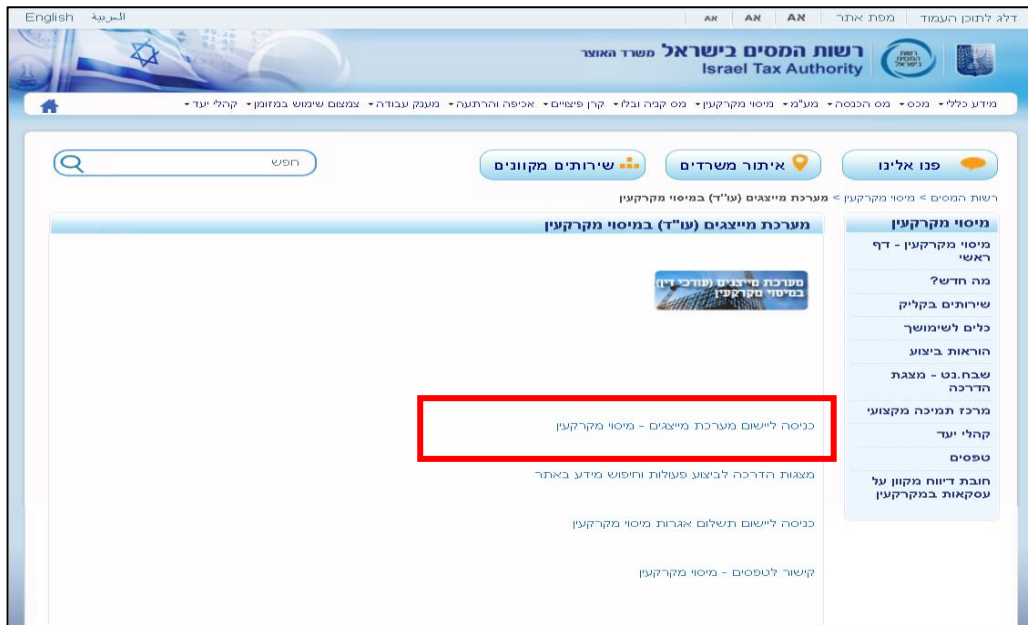 דלג לתוכן העמוד מפת אתר אא אא אא العربية English
רשות המסים בישראל משרד האוצר
Israel Tax Authority
מידע כללי מכס מס הכנסה מע"מ מיסוי מקרקעין מס קניה ובלו קרן פיצויים אכיפה והרתעה מענק עבודה צמצום שימוש במזומן קהלי יעד
פנו אלינו איתור משרדים שירותים מקוונים חפש
רשות המסים > מיסוי מקרקעין > מערכת מייצגים (עו"ד) במיסוי מקרקעין
מיסוי מקרקעין
מיסוי מקרקעין - דף
ראשי
מה חדש?
שירותים בקליק
כלים לשימושך
הוראות ביצוע
שבח.נט - מצגת
הדרכה
מרכז תמיכה מקצועי
קהלי יעד
טפסים
חובת דיווח מקוון על
עסקאות במקרקעין
מערכת מייצגים (עו"ד) במיסוי מקרקעין
מערכת מייצגים (עורכי דין)
במיסוי מקרקעין
כניסה ליישום מערכת מייצגים - מיסוי מקרקעין
מצגות הדרכה לביצוע פעולות וחיפוש מידע באתר
כניסה ליישום תשלום אגרות מיסוי מקרקעין
קישור לטפסים - מיסוי מקרקעין